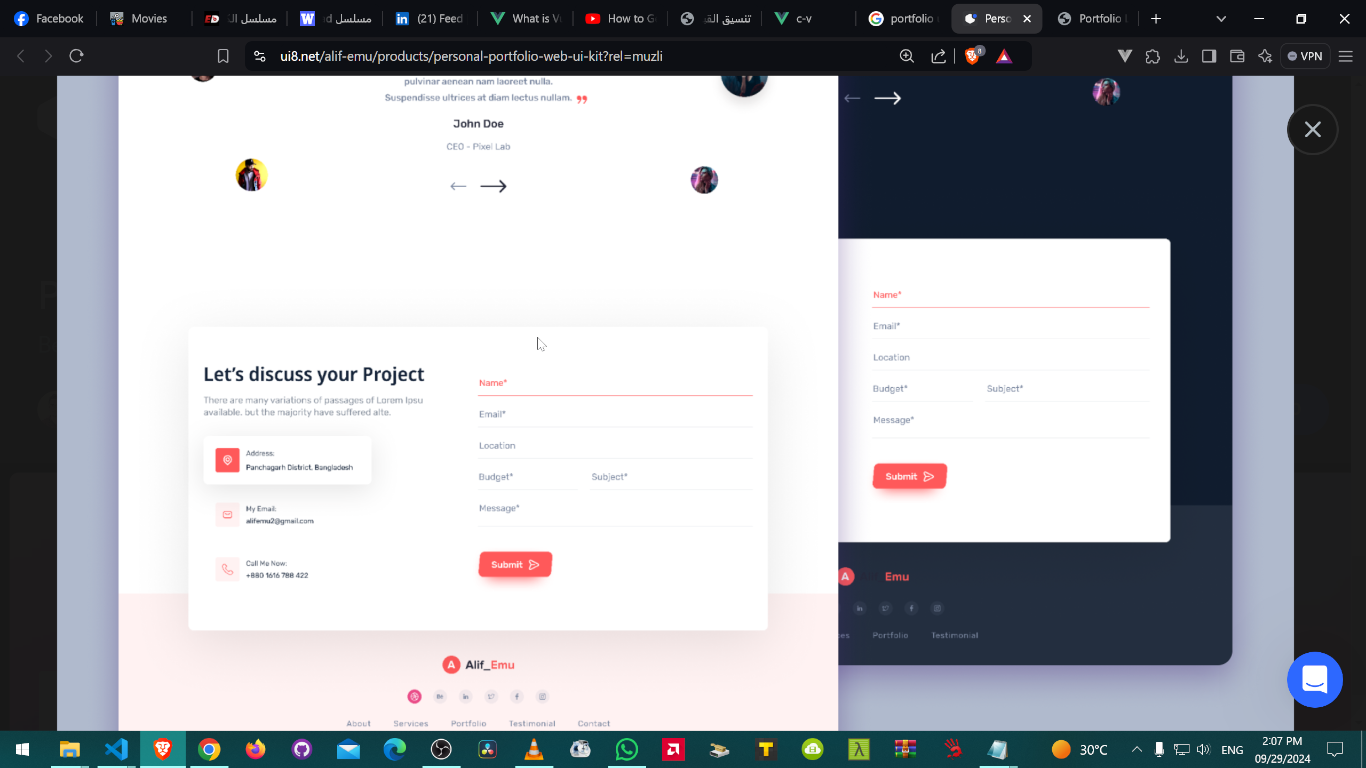 Facebook
Movies
مسلسل
مسلسل
(21) Feed
What is V
How to G
c-v
portfolio
Perso
Portfolio
ui8.net/alif-emu/products/personal-portfolio-web-ui-kit?rel=muzli
8
VPN
pulvinar aenean nam laoreet nulla.
Suspendisse ultrices at diam lectus nullam.
John Doe
CEO - Pixel Lab
Let's discuss your Project
There are many variations of passages of Lorem Ipsu
available, but the majority have suffered alte.
Address:
Panchagarh District, Bangladesh
My Email:
alifemu2@gmail.com
Call Me Now:
+880 1616 788 422
Name*
Email*
Location
Budget* Subject*
Message*
Submit
A Alif_Emu
About Services Portfolio Testimonial Contact
Name*
Email*
Location
Budget* Subject*
Message*
Submit
A Emu
Portfolio Testimonial
30°C
ENG
2:07 PM
09/29/2024